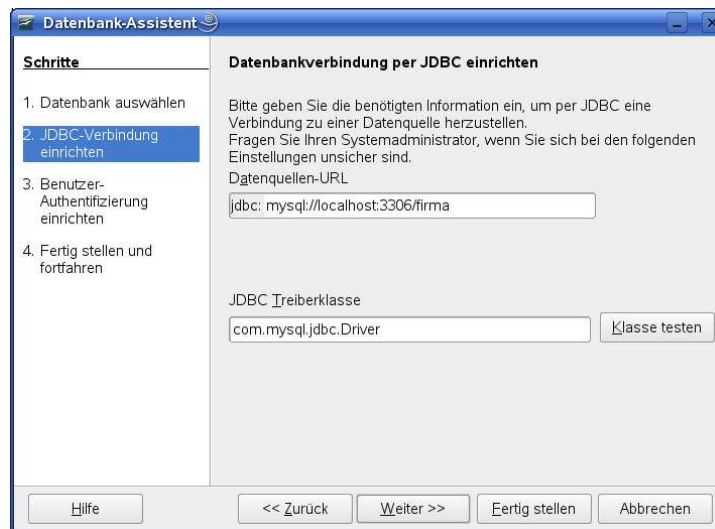 Datenbank-Assistent
Schritte
1. Datenbank auswählen
2. JDBC-Verbindung
einrichten
3. Benutzer-
Authentifizierung
einrichten
4. Fertig stellen und
fortfahren
Datenbankverbindung per JDBC einrichten
Bitte geben Sie die benötigten Information ein, um per JDBC eine
Verbindung zu einer Datenquelle herzustellen.
Fragen Sie Ihren Systemadministrator, wenn Sie sich bei den folgenden
Einstellungen unsicher sind.
Datenquellen-URL
jdbc: mysql://localhost:3306/firma
JDBC Treiberklasse
com.mysql.jdbc.Driver
Klasse testen
Hilfe
<< Zurück
Weiter >>
Fertig stellen
Abbrechen